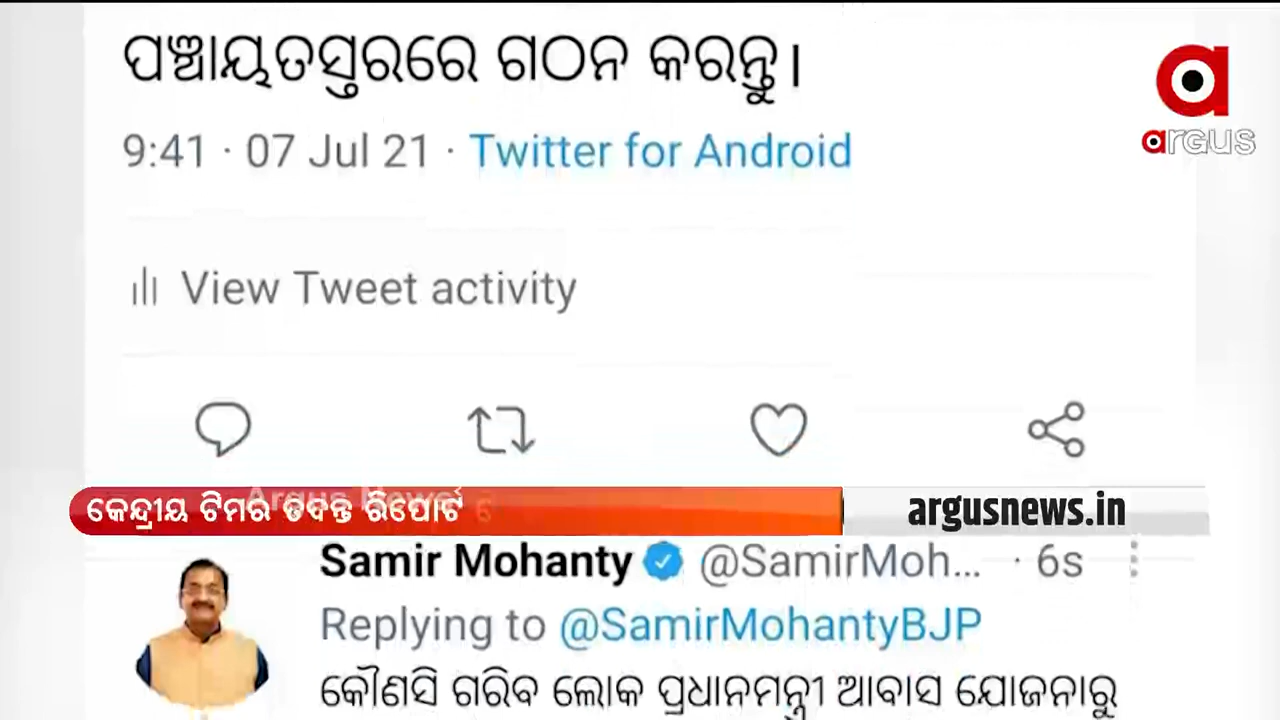 ପଞ୍ଚାୟତସ୍ତରରେ ଗଠନ କରନ୍ତୁ।
argus
9:41 · 07 Jul 21 · Twitter for Android
View Tweet activity
କେନ୍ଦ୍ରୀୟ ଟିମର ତଦନ୍ତ ରିପୋର୍ଟ
argusnews.in
Samir Mohanty @SamirMoh... · 6s
Replying to @SamirMohantyBJP
କୌଣସି ଗରିବ ଲୋକ ପ୍ରଧାନମନ୍ତ୍ରୀ ଆବାସ ଯୋଜନାରୁ